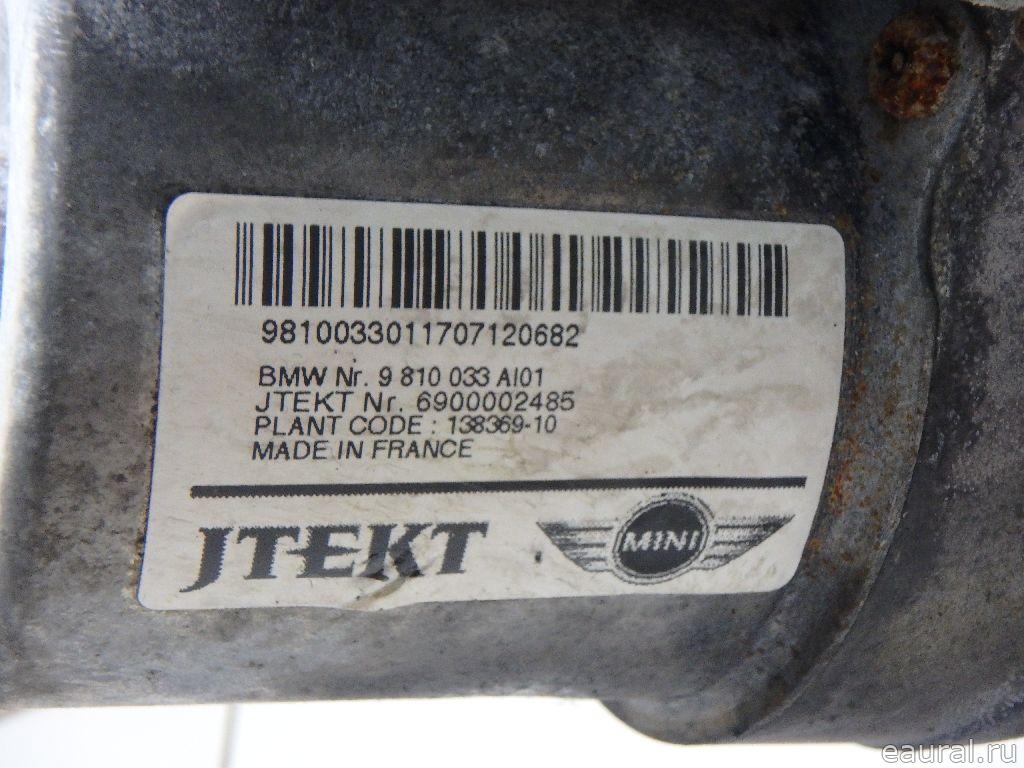 9810033011707120682
BMW Nr. 9 810 033 AI01
JTEKT Nr. 6900002485
PLANT CODE : 138369-10
MADE IN FRANCE
JTEKT
MINI
eaural.ru